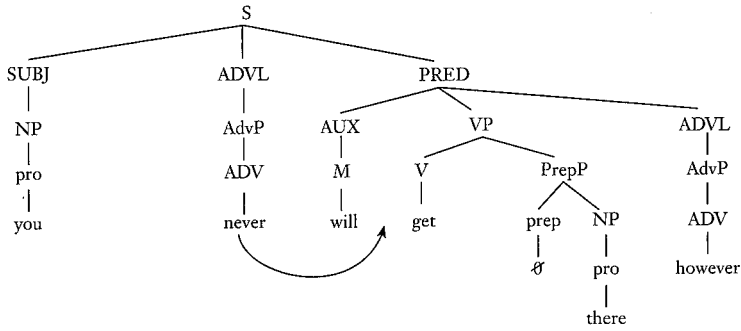 S
SUBJ ADVL PRED
NP AdvP AUX VP ADVL
pro ADV M V PrepP AdvP
you never will get prep NP ADV
Ø pro however
there